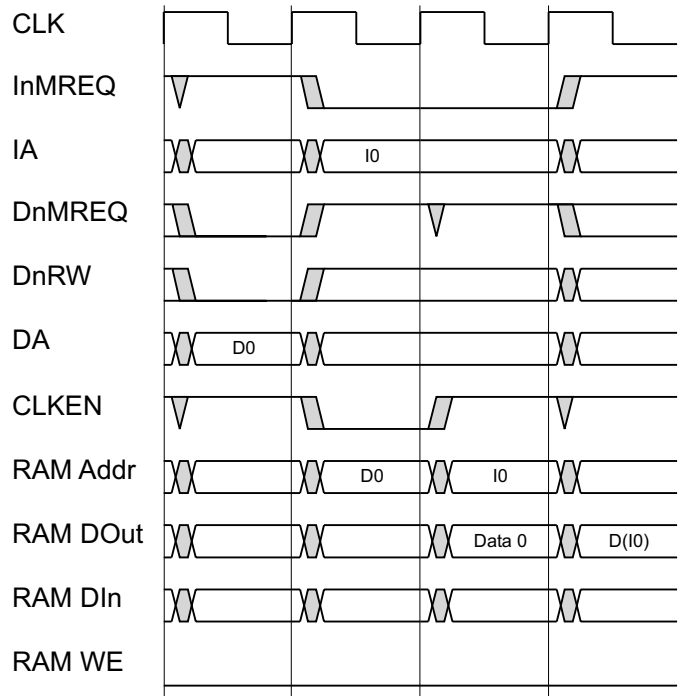 CLK
InMREQ
IA
I0
DnMREQ
DnRW
DA
D0
CLKEN
RAM Addr
D0
I0
RAM DOut
Data 0
D(I0)
RAM DIn
RAM WE